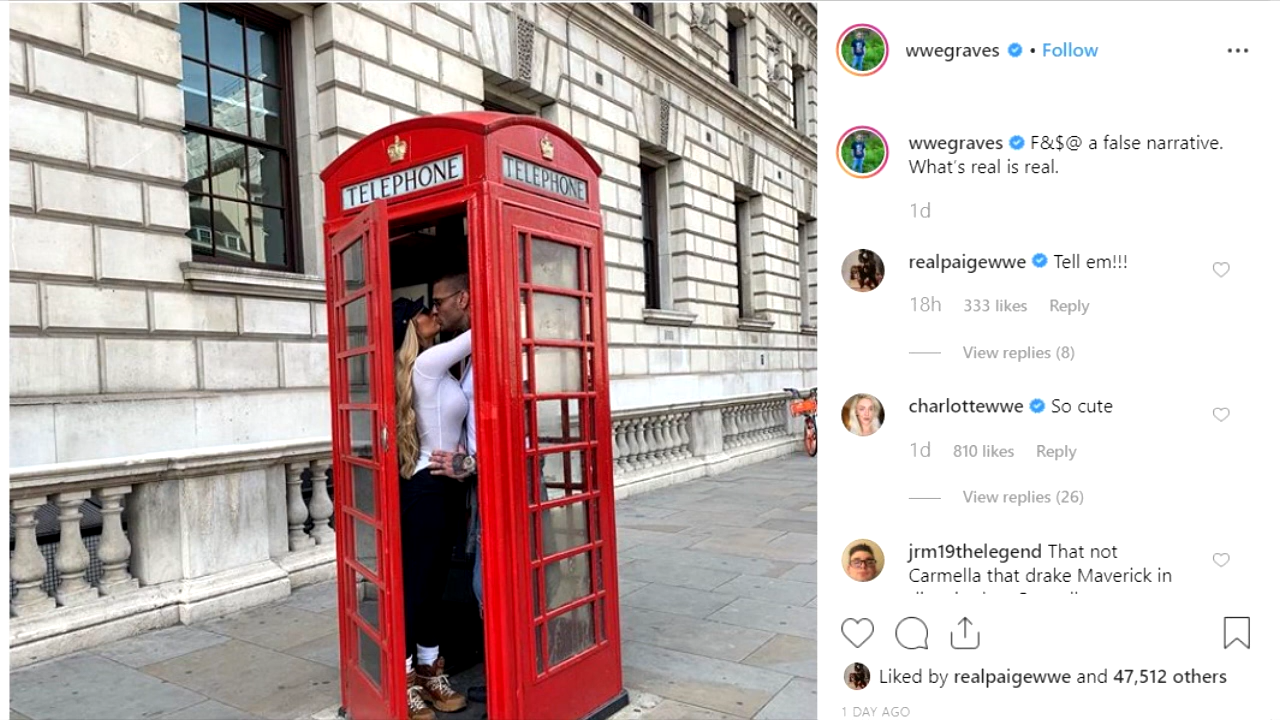 TELEPHONE
TELEPHONE
wwegraves • Follow
wwegraves F&$@ a false narrative.
What's real is real.
1d
realpaigewwe Tell em!!!
18h 333 likes Reply
View replies (8)
charlottewwe So cute
1d 810 likes Reply
View replies (26)
jrm19thelegend That not
Carmella that drake Maverick in
Liked by realpaigewwe and 47,512 others
1 DAY AGO